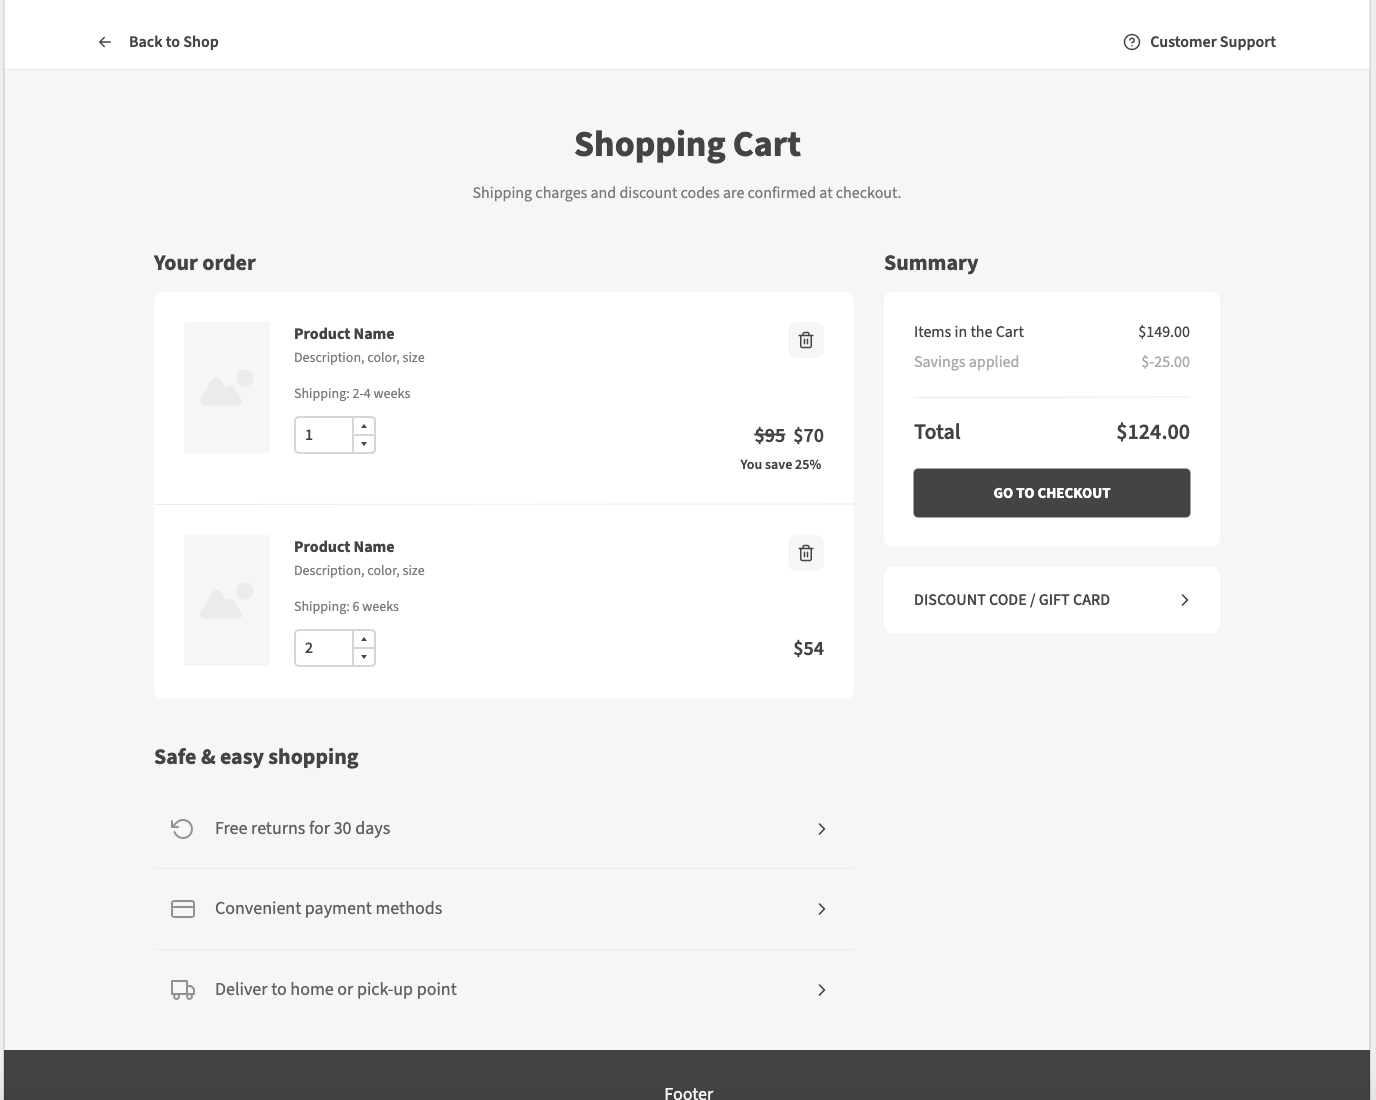 Back to Shop
Customer Support
Shopping Cart
Shipping charges and discount codes are confirmed at checkout.
Your order
Product Name
Description, color, size
Shipping: 2-4 weeks
1
$95 $70
You save 25%
Product Name
Description, color, size
Shipping: 6 weeks
2
$54
Summary
Items in the Cart $149.00
Savings applied $-25.00
Total $124.00
GO TO CHECKOUT
DISCOUNT CODE / GIFT CARD
Safe & easy shopping
Free returns for 30 days
Convenient payment methods
Deliver to home or pick-up point
Footer